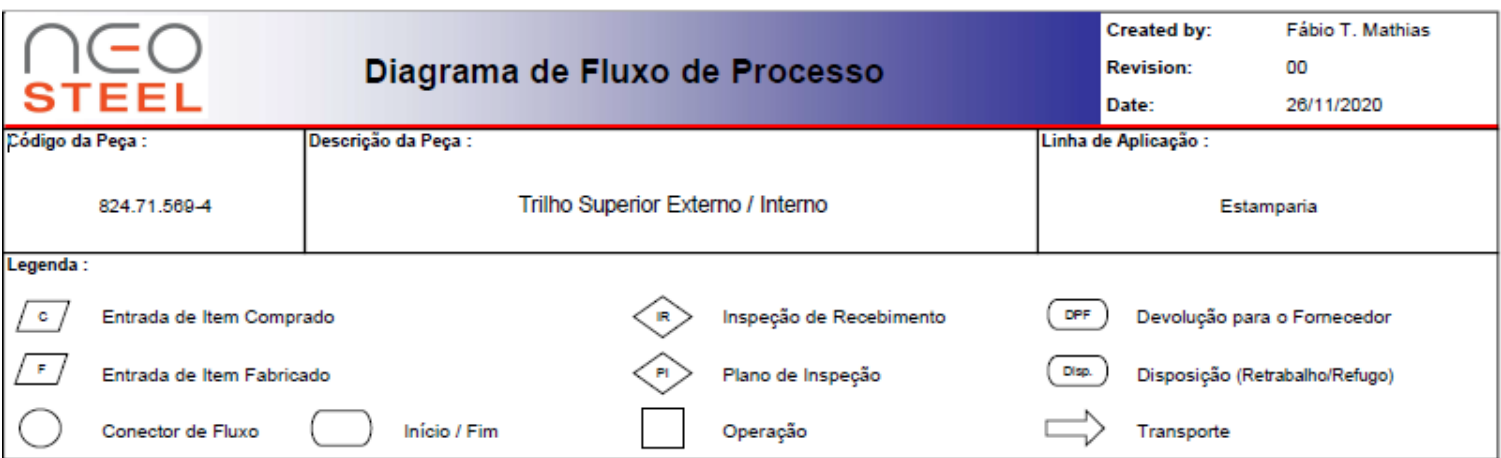 NEO
STEEL
Diagrama de Fluxo de Processo
Created by: Fábio T. Mathias
Revision: 00
Date: 26/11/2020
Código da Peça : Descrição da Peça : Linha de Aplicação :
824.71.569-4 Trilho Superior Externo / Interno Estamparia
Legenda :
C Entrada de Item Comprado IR Inspeção de Recebimento DPF Devolução para o Fornecedor
F Entrada de Item Fabricado PI Plano de Inspeção Disp. Disposição (Retrabalho/Refugo)
Conector de Fluxo Início / Fim Operação Transporte